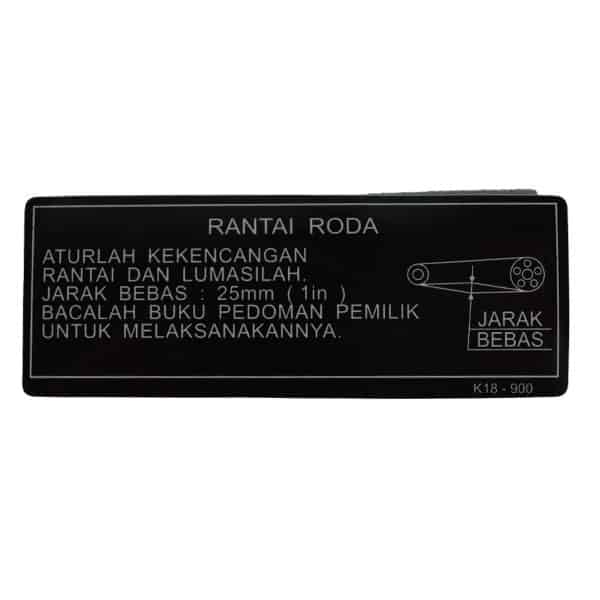 RANTAI RODA
ATURLAH KEKENCANGAN
RANTAI DAN LUMASILAH.
JARAK BEBAS : 25mm ( 1in )
BACALAH BUKU PEDOMAN PEMILIK
UNTUK MELAKSANAKANNYA.
JARAK
BEBAS
K18 - 900